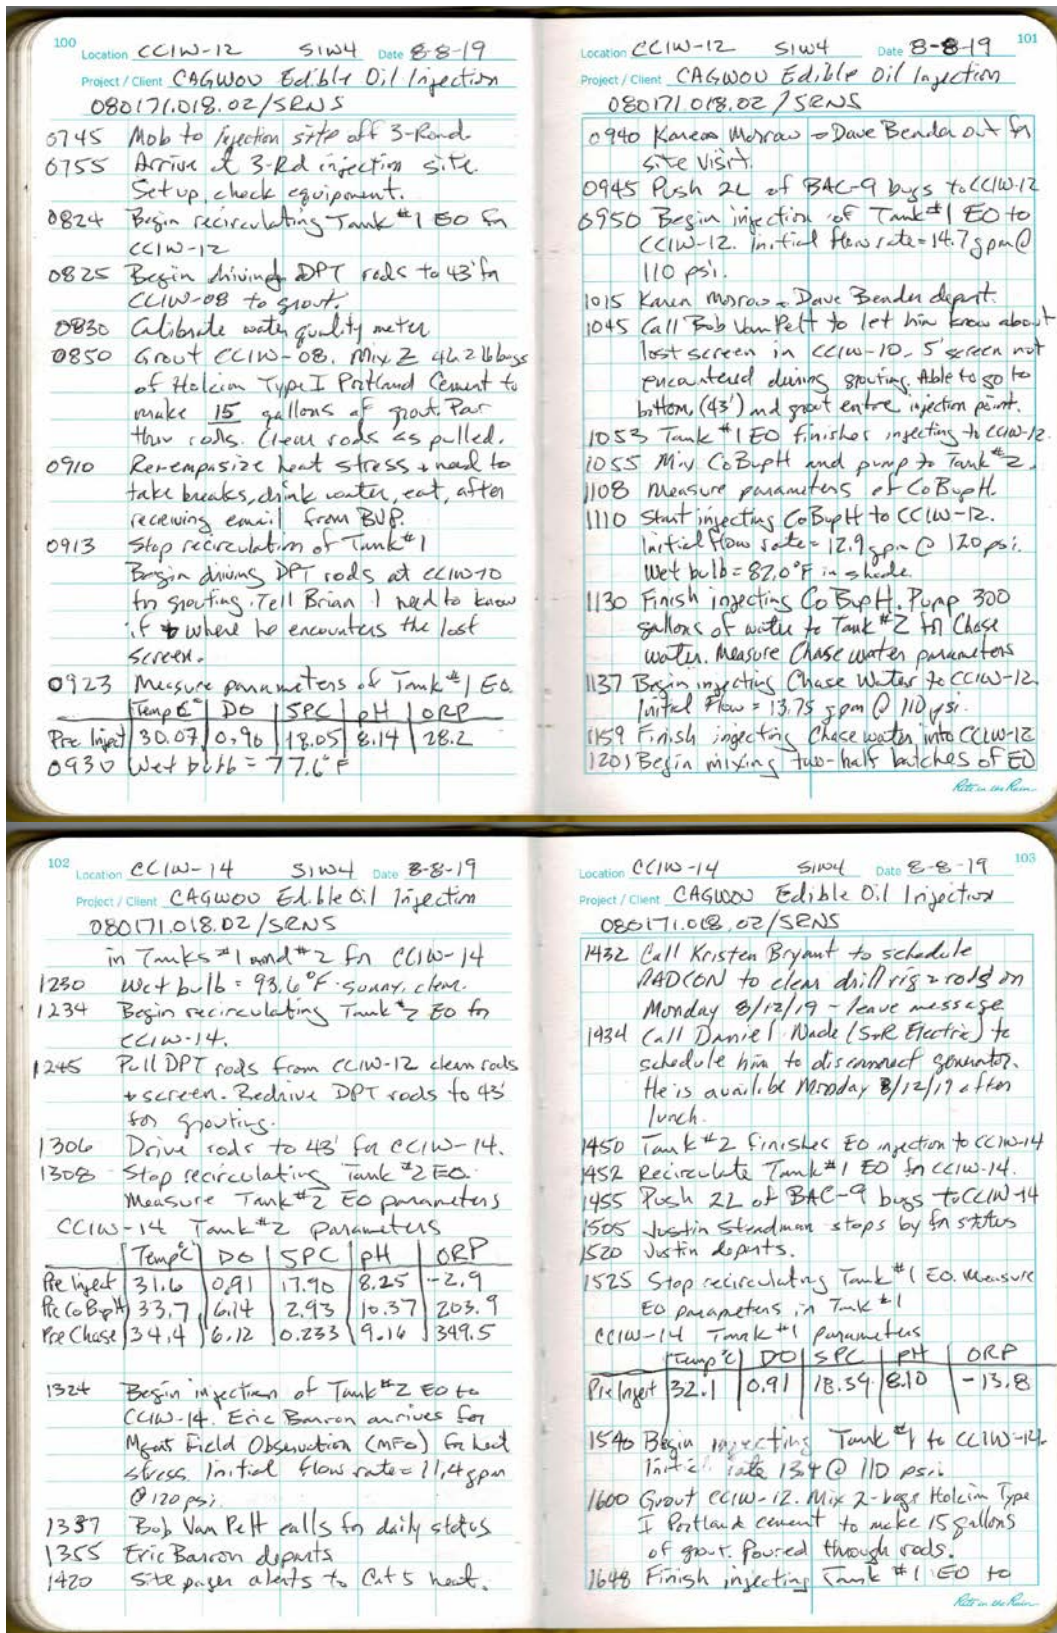 100
Location CCIW-12 SIW4 Date 8-8-19
Project / Client CAGWOU Edible Oil Injection
080171.018.02/SRNS
0745 Mob to injection site off 3-Road.
0755 Arrive at 3-Rd injection site.
Set up, check equipment.
0824 Begin recirculating Tank #1 EO for
CCIW-12
0825 Begin driving DPT rods to 43' for
CCIW-08 to grout.
0830 Calibrate water quality meter
0850 Grout CCIW-08. Mix 2 46.2 lb bags
of Holcim Type I Portland Cement to
make 15 gallons of grout. Pour
thru rods. Clean rods as pulled.
0910 Re-empasize heat stress + need to
take breaks, drink water, eat, after
receiving email from BVP.
0913 Stop recirculation of Tank #1
Begin driving DPT rods at CCIW-10
for grouting. Tell Brian I need to know
if + where he encounters the lost
screen.
0923 Measure parameters of Tank #1 EO.
Temp C° DO SPC pH ORP
Pre Inject 30.07 0.96 18.05 8.14 28.2
0930 Wet bulb = 77.6°F
101
Location CCIW-12 SIW4 Date 8-8-19
Project / Client CAGWOU Edible Oil Injection
080171.018.02/SRNS
0940 Karen Morrow + Dave Bender out for
site visit.
0945 Push 2L of BAC-9 bugs to CCIW-12
0950 Begin injection of Tank #1 EO to
CCIW-12. Initial flow rate = 14.7 gpm @
110 psi.
1015 Karen Morrow + Dave Bender depart.
1045 Call Bob Van Pelt to let him know about
lost screen in CCIW-10. 5' screen not
encountered during grouting. Able to go to
bottom (43') and grout entire injection point.
1053 Tank #1 EO finishes injecting to CCIW-12.
1055 Mix CoBupH and pump to Tank #2.
1108 Measure parameters of CoBupH.
1110 Start injecting CoBupH to CCIW-12.
Initial flow rate = 12.9 gpm @ 120 psi.
Wet bulb = 82.0°F in shade.
1130 Finish injecting CoBupH. Pump 300
gallons of water to Tank #2 for Chase
water. Measure Chase water parameters
1137 Begin injecting Chase Water to CCIW-12.
Initial Flow = 13.75 gpm @ 110 psi.
1159 Finish injecting Chase water into CCIW-12
1201 Begin mixing two-half batches of EO
Rite in the Rain
102
Location CCIW-14 SIW4 Date 8-8-19
Project / Client CAGWOU Edible Oil Injection
080171.018.02/SRNS
in Tanks #1 and #2 for CCIW-14
1230 Wet bulb = 93.6°F. Sunny, clear.
1234 Begin recirculating Tank #2 EO for
CCIW-14.
1245 Pull DPT rods from CCIW-12 clean rods
+ screen. Redrive DPT rods to 43'
for grouting.
1306 Drive rods to 43' for CCIW-14.
1308 Stop recirculating Tank #2 EO.
Measure Tank #2 EO parameters
CCIW-14 Tank #2 parameters
Temp°C DO SPC pH ORP
Pre Inject 31.6 0.91 17.90 8.25 -2.9
Pre CoBupH 33.7 6.14 2.93 10.37 203.9
Pre Chase 34.4 6.12 0.233 9.16 349.5
1324 Begin injection of Tank #2 EO to
CCIW-14. Eric Barron arrives for
Mgmt Field Observation (MFO) for heat
stress. Initial flow rate = 11.4 gpm
@ 120 psi.
1337 Bob Van Pelt calls for daily status
1355 Eric Barron departs
1420 Site pager alerts to Cat 5 heat.
103
Location CCIW-14 SIW4 Date 8-8-19
Project / Client CAGWOU Edible Oil Injection
080171.018.02/SRNS
1432 Call Kristen Bryant to schedule
RADCON to clear drill rig + rods on
Monday 8/12/19 - leave message
1434 Call Daniel Nade (S+R Electric) to
schedule him to disconnect generator.
He is availibe Monday 8/12/19 after
lunch.
1450 Tank #2 finishes EO injection to CCIW-14
1452 Recirculate Tank #1 EO for CCIW-14.
1455 Push 2L of BAC-9 bugs to CCIW-14
1505 Justin Steadman stops by for status
1520 Justin departs.
1525 Stop recirculating Tank #1 EO. Measure
EO parameters in Tank #1
CCIW-14 Tank #1 parameters
Temp°C DO SPC pH ORP
Pre Inject 32.1 0.91 18.34 8.10 -13.8
1540 Begin injecting Tank #1 to CCIW-14.
Initial rate 13.4 @ 110 psi.
1600 Grout CCIW-12. Mix 2-bags Holcim Type
I Portland cement to make 15 gallons
of grout. Poured through rods.
1648 Finish injecting Tank #1 EO to
Rite in the Rain